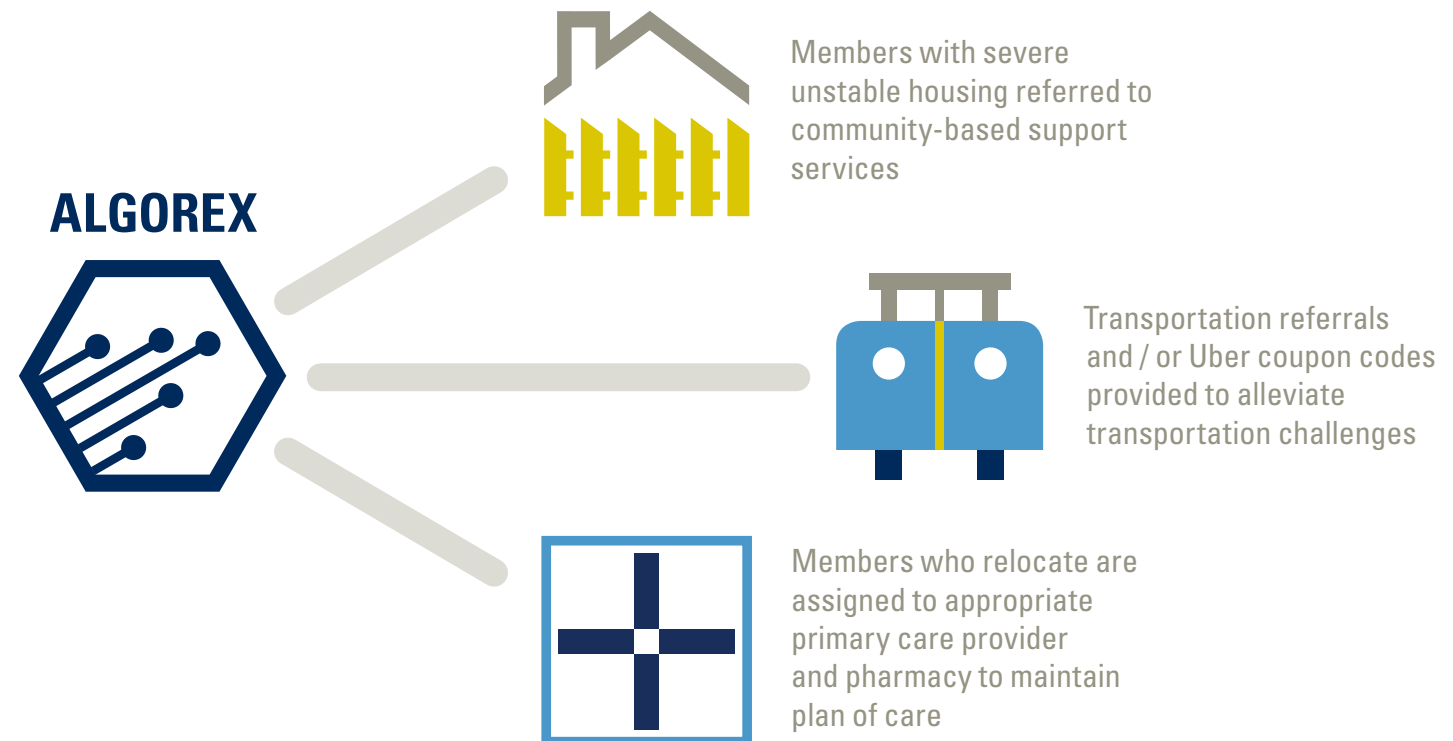 Members with severe
unstable housing referred to
community-based support
services
ALGOREX
Transportation referrals
and / or Uber coupon codes
provided to alleviate
transportation challenges
Members who relocate are
assigned to appropriate
primary care provider
and pharmacy to maintain
plan of care